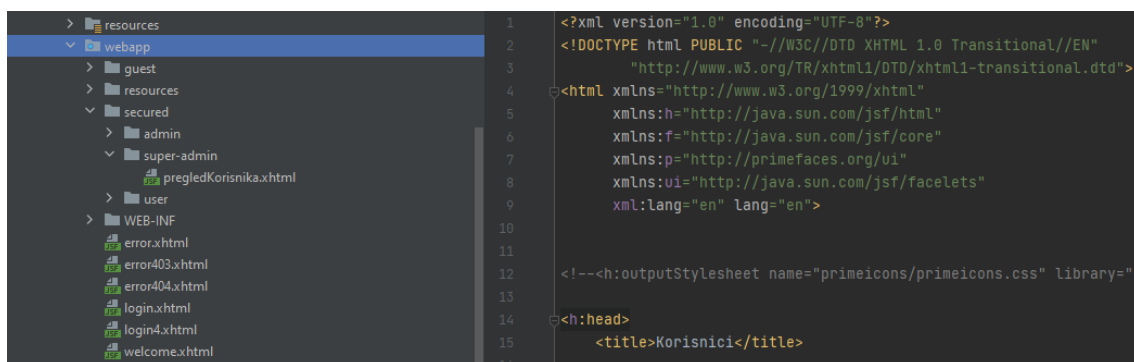 resources
webapp
guest
resources
secured
admin
super-admin
pregledKorisnika.xhtml
user
WEB-INF
error.xhtml
error403.xhtml
error404.xhtml
login.xhtml
login4.xhtml
welcome.xhtml
1 <?xml version="1.0" encoding="UTF-8"?>
2 <!DOCTYPE html PUBLIC "-//W3C//DTD XHTML 1.0 Transitional//EN"
3 "http://www.w3.org/TR/xhtml1/DTD/xhtml1-transitional.dtd">
4 <html xmlns="http://www.w3.org/1999/xhtml"
5 xmlns:h="http://java.sun.com/jsf/html"
6 xmlns:f="http://java.sun.com/jsf/core"
7 xmlns:p="http://primefaces.org/ui"
8 xmlns:ui="http://java.sun.com/jsf/facelets"
9 xml:lang="en" lang="en">
10
11
12 <!--<h:outputStylesheet name="primeicons/primeicons.css" library="
13
14 <h:head>
15 <title>Korisnici</title>